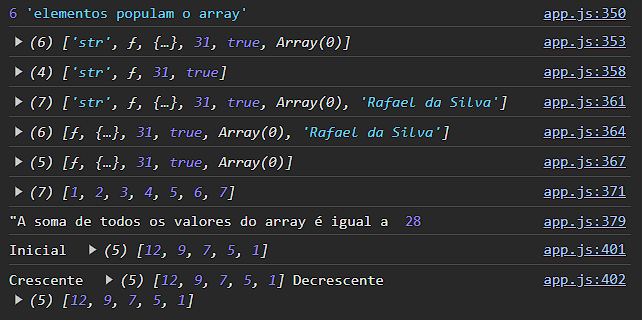 6 'elementos populam o array' app.js:350
▶ (6) ['str', ƒ, {…}, 31, true, Array(0)] app.js:353
▶ (4) ['str', ƒ, 31, true] app.js:358
▶ (7) ['str', ƒ, {…}, 31, true, Array(0), 'Rafael da Silva'] app.js:361
▶ (6) [ƒ, {…}, 31, true, Array(0), 'Rafael da Silva'] app.js:364
▶ (5) [ƒ, {…}, 31, true, Array(0)] app.js:367
▶ (7) [1, 2, 3, 4, 5, 6, 7] app.js:371
"A soma de todos os valores do array é igual a 28 app.js:379
Inicial ▶ (5) [12, 9, 7, 5, 1] app.js:401
Crescente ▶ (5) [12, 9, 7, 5, 1] Decrescente app.js:402
▶ (5) [12, 9, 7, 5, 1]